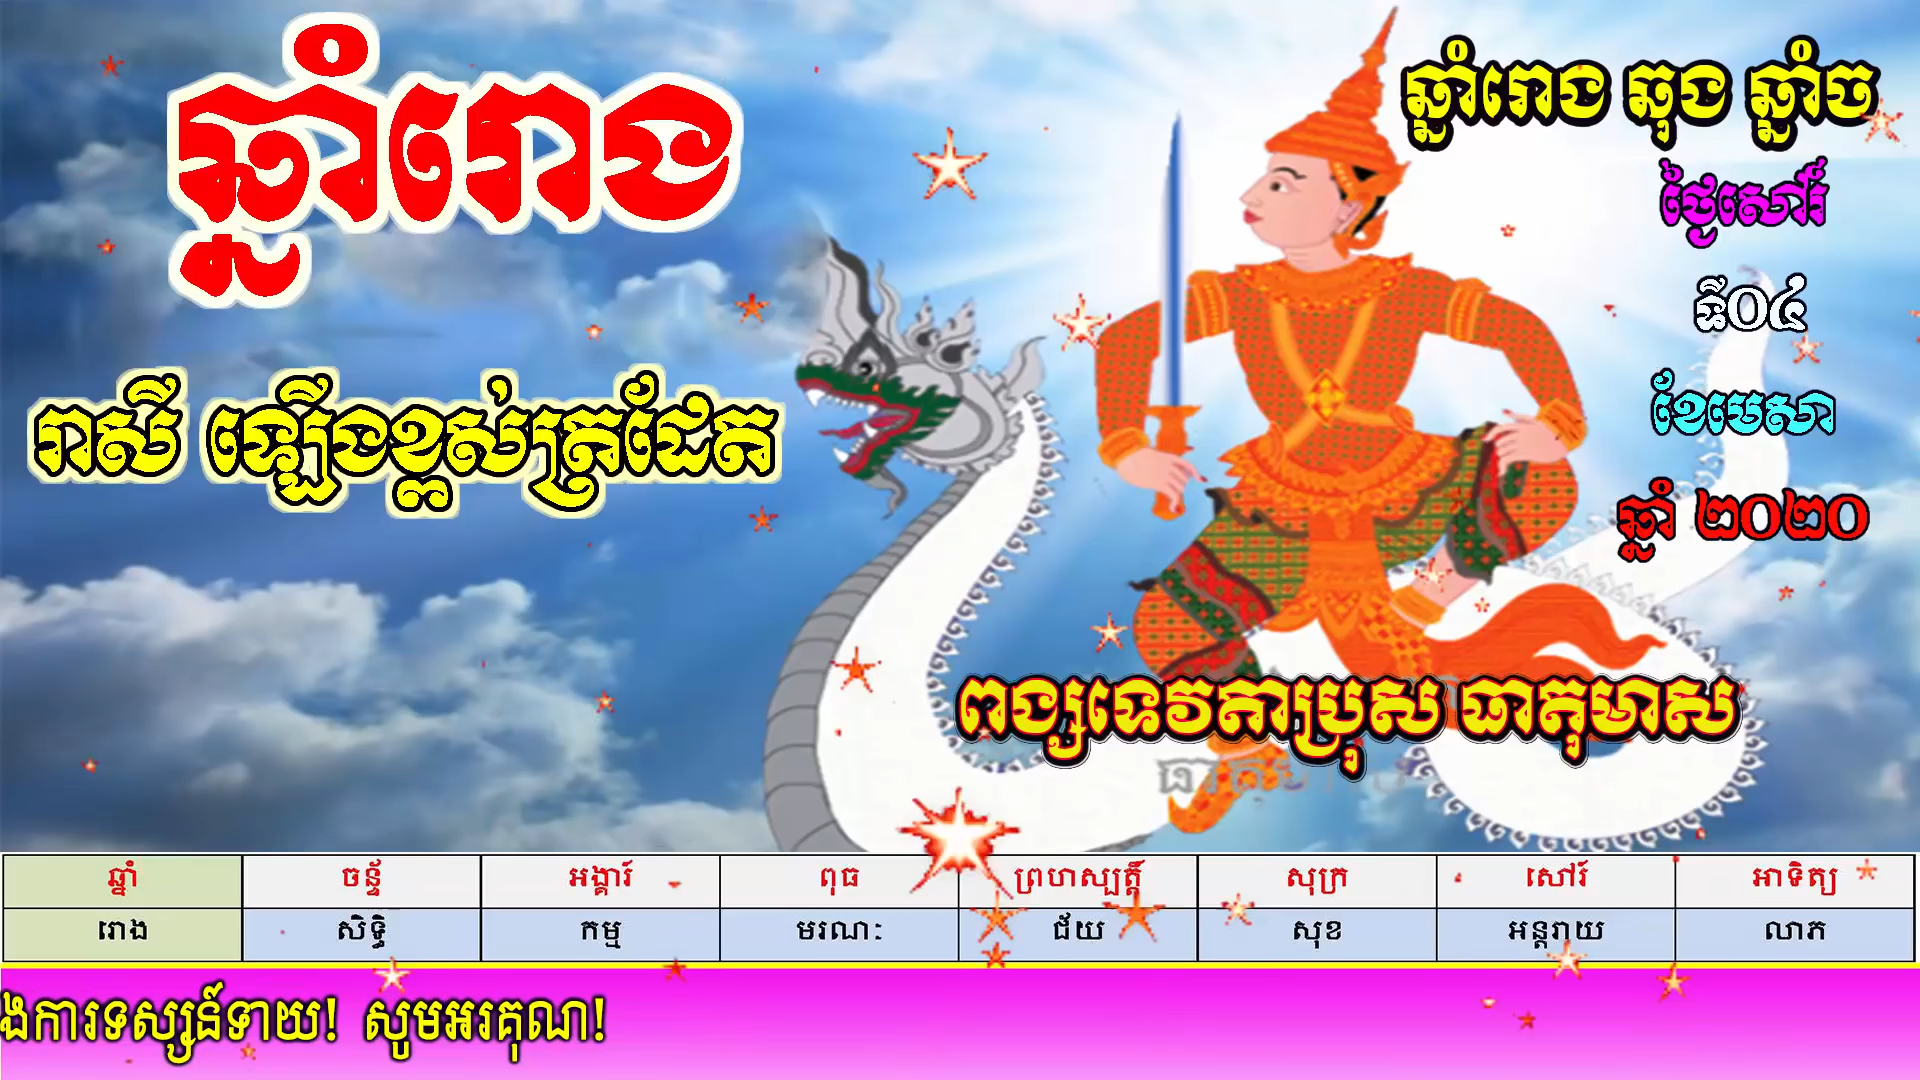 ឆ្នាំរោង
រាសី ឡើងខ្ពស់ត្រដែត
ឆ្នាំរោង ឆុង ឆ្នាំច
ថ្ងៃសៅរ៍
ទី០៤
ខែមេសា
ឆ្នាំ ២០២០
ពង្សទេវតាប្រុស ធាតុមាស
ឆ្នាំ ចន្ទ័ អង្គារ៍ ពុធ ព្រហស្បត្តិ៍ សុក្រ សៅរ៍ អាទិត្យ
រោង សិទ្ធិ កម្ម មរណៈ ជ័យ សុខ អន្តរាយ លាភ
ងការទស្សន៍ទាយ! សូមអរគុណ!